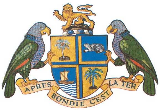 APRES BONDIE C'EST LA TER